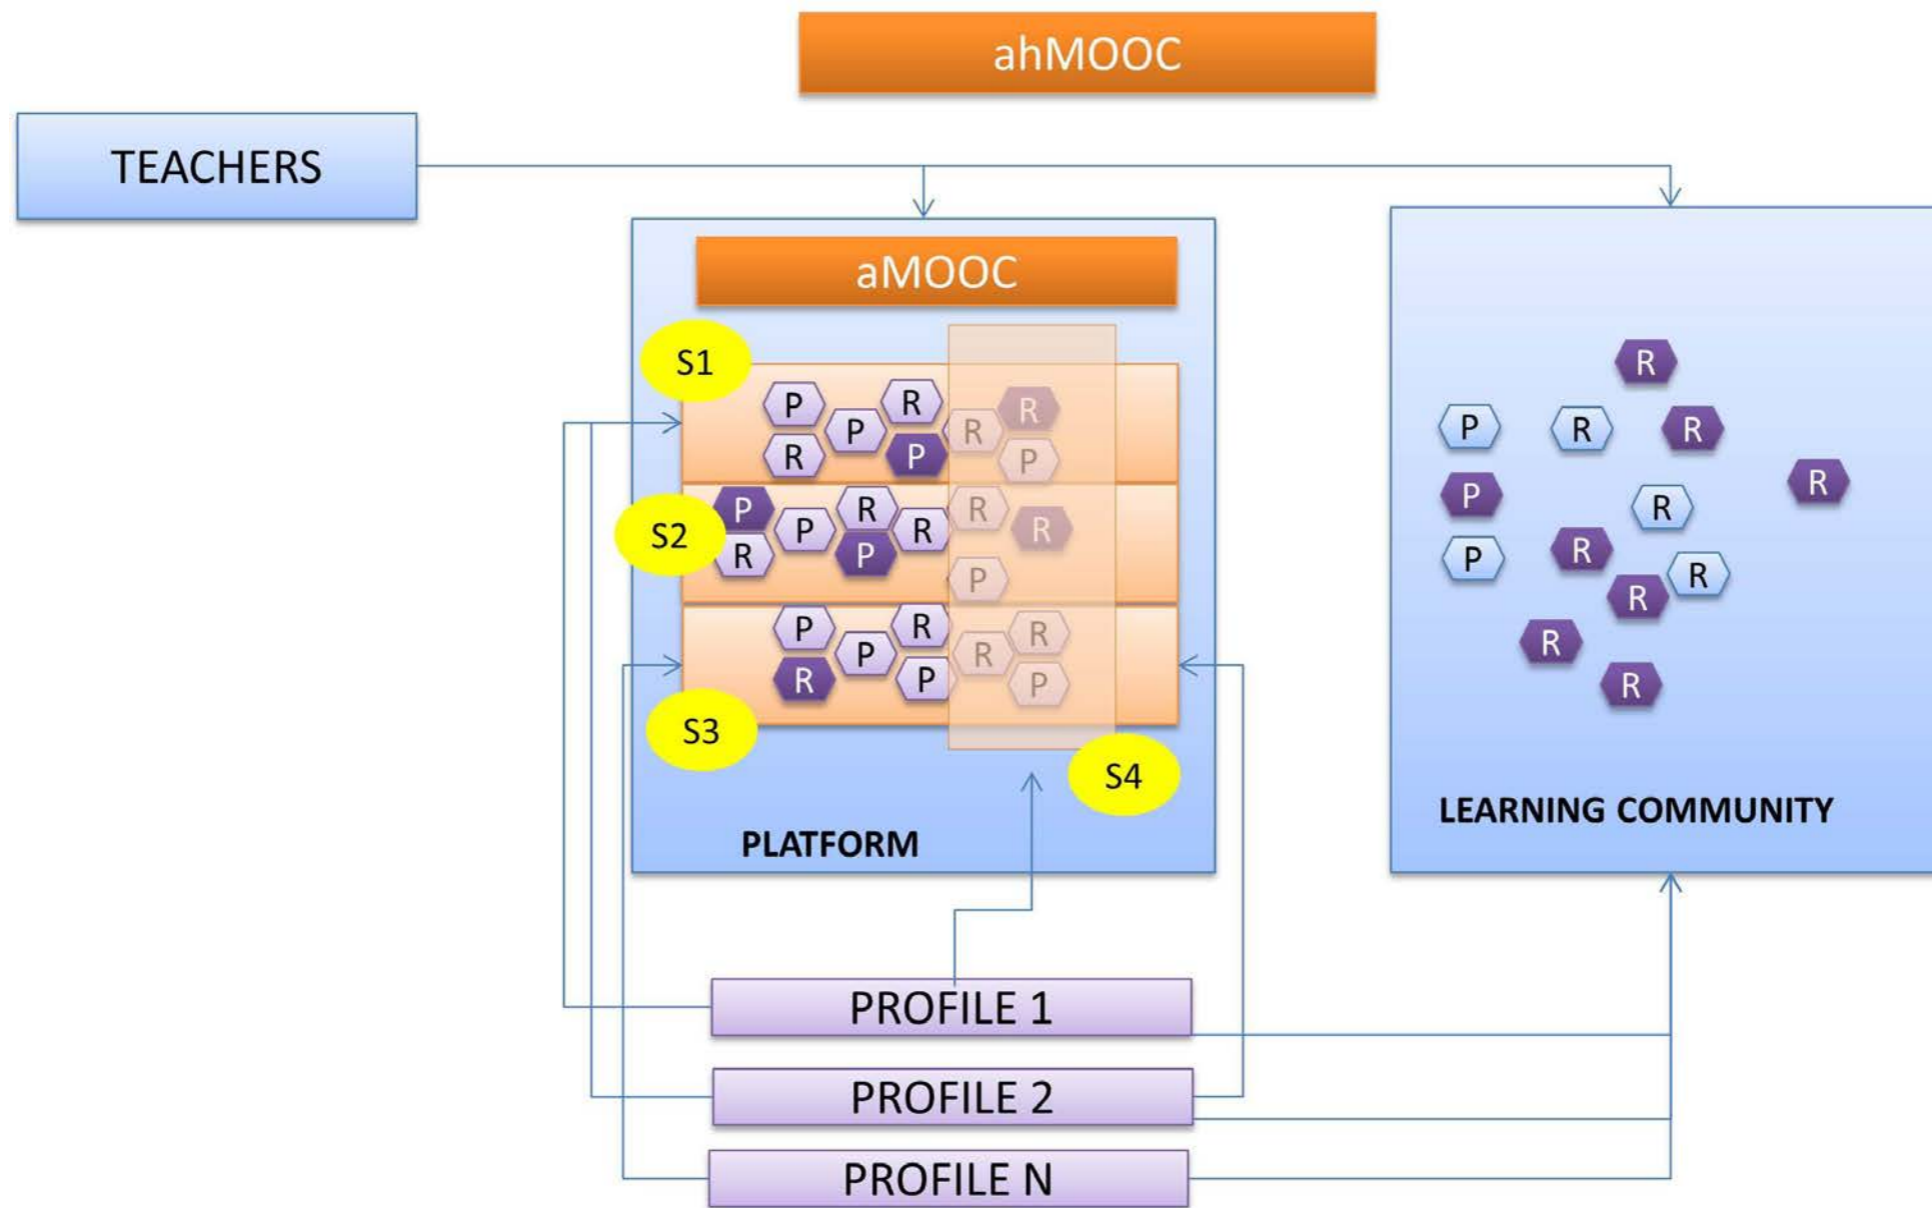 ahMOOC
TEACHERS
aMOOC
S1
P R R
P R
R P P
S2
P R R
P R R
R P P
S3
P R R
P R
R P P
S4
PLATFORM
R
P R R
P R
R
P R R
R
R
R
LEARNING COMMUNITY
PROFILE 1
PROFILE 2
PROFILE N